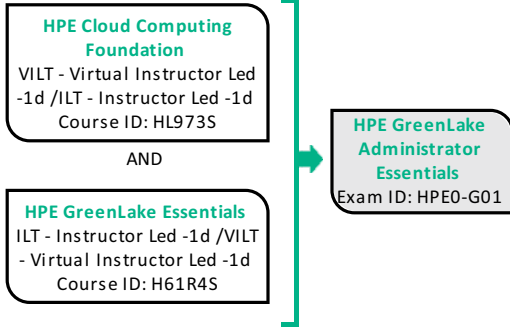 HPE Cloud Computing
Foundation
VILT - Virtual Instructor Led
-1d /ILT - Instructor Led -1d
Course ID: HL973S
AND
HPE GreenLake Essentials
ILT - Instructor Led -1d /VILT
- Virtual Instructor Led -1d
Course ID: H61R4S
HPE GreenLake
Administrator
Essentials
Exam ID: HPE0-G01